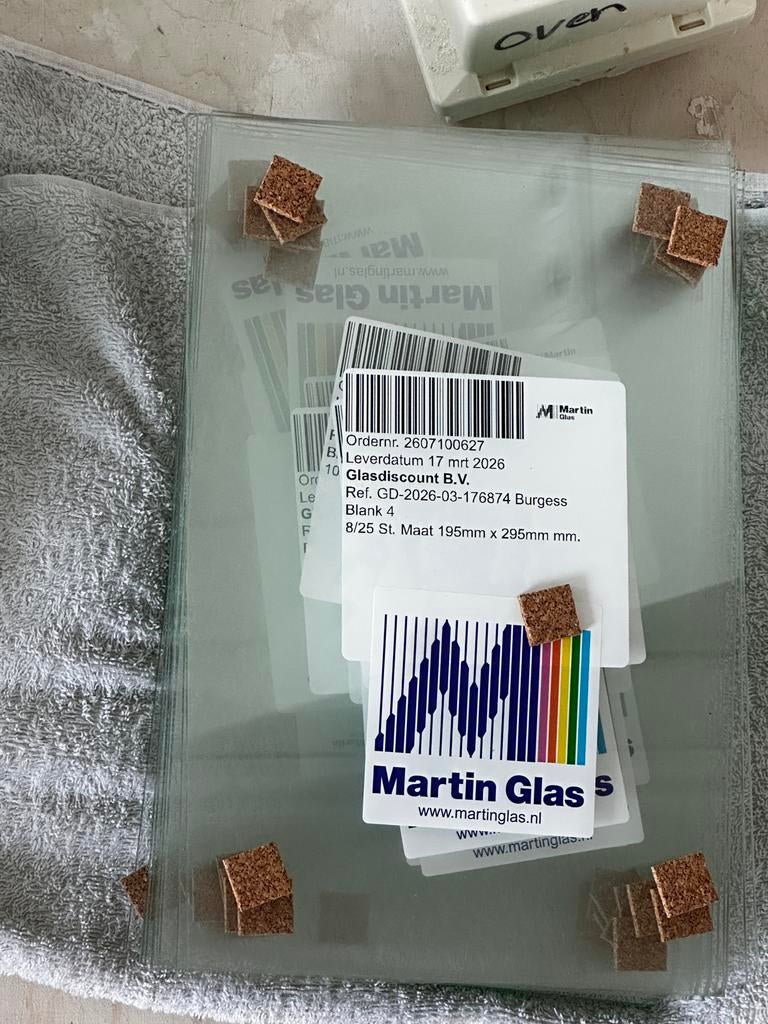 oven
Martin
Glas
Ordernr. 2607100627
Leverdatum 17 mrt 2026
Glasdiscount B.V.
Ref. GD-2026-03-176874 Burgess
Blank 4
8/25 St. Maat 195mm x 295mm mm.
Martin Glas
www.martinglas.nl
www.martinglas.nl
Martin Glas
www.martinglas.nl
Martin